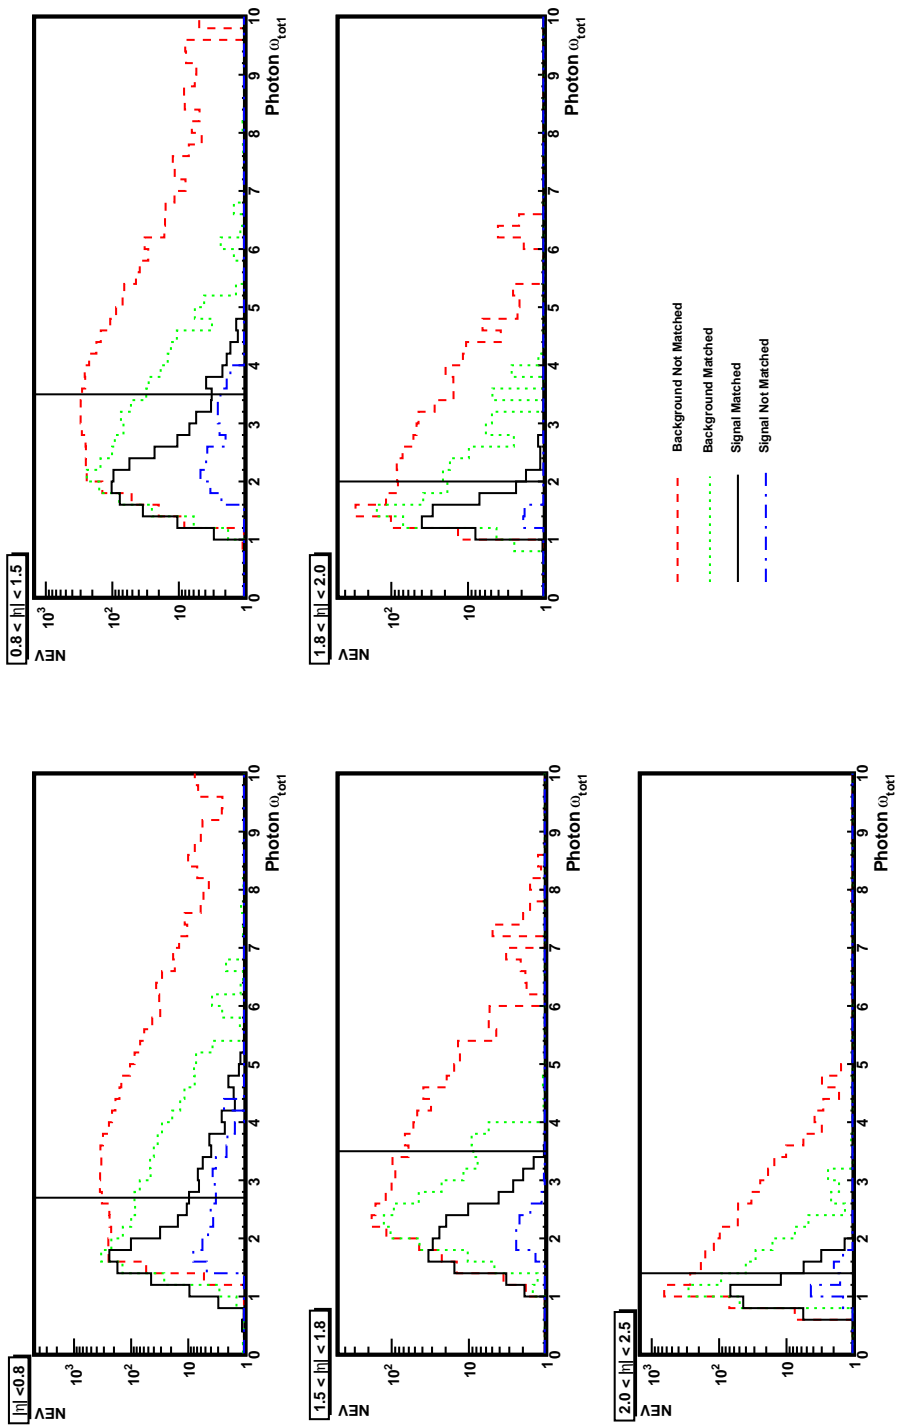 |η| <0.8
NEV
10³
10²
10
1
0 1 2 3 4 5 6 7 8 9 10
Photon ω_tot1
0.8 < |η| < 1.5
NEV
10³
10²
10
1
0 1 2 3 4 5 6 7 8 9 10
Photon ω_tot1
1.5 < |η| < 1.8
NEV
10²
10
1
0 1 2 3 4 5 6 7 8 9 10
Photon ω_tot1
1.8 < |η| < 2.0
NEV
10²
10
1
0 1 2 3 4 5 6 7 8 9 10
Photon ω_tot1
2.0 < |η| < 2.5
NEV
10³
10²
10
1
0 1 2 3 4 5 6 7 8 9 10
Photon ω_tot1
Background Not Matched
Background Matched
Signal Matched
Signal Not Matched